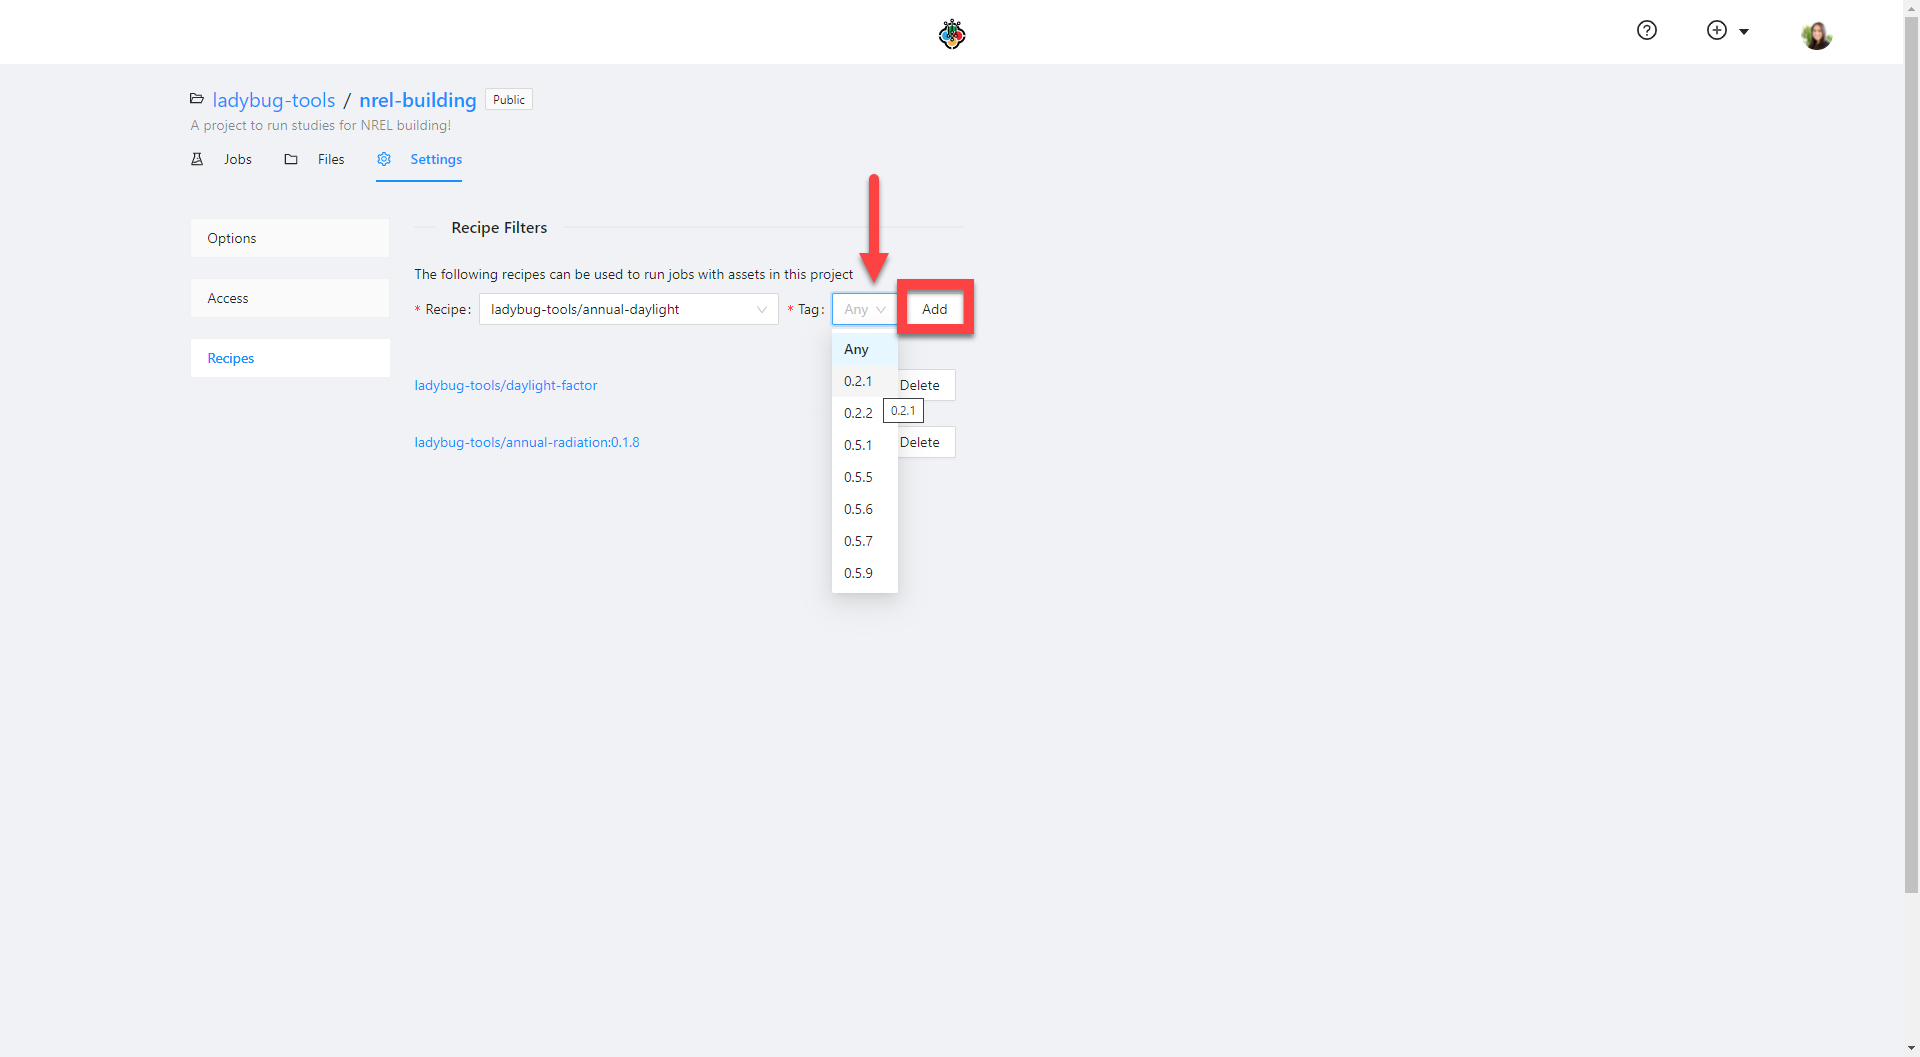 ladybug-tools / nrel-building Public
A project to run studies for NREL building!
Jobs Files Settings
Options
Access
Recipes
Recipe Filters
The following recipes can be used to run jobs with assets in this project
* Recipe: ladybug-tools/annual-daylight * Tag: Any Add
Any
0.2.1
0.2.2
0.2.1
0.5.1
0.5.5
0.5.6
0.5.7
0.5.9
ladybug-tools/daylight-factor Delete
ladybug-tools/annual-radiation:0.1.8 Delete